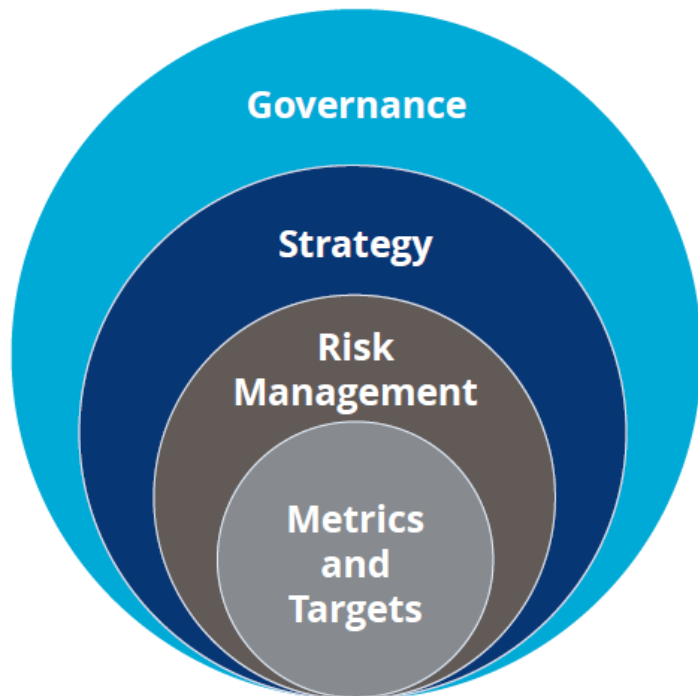 Governance
Strategy
Risk
Management
Metrics
and
Targets